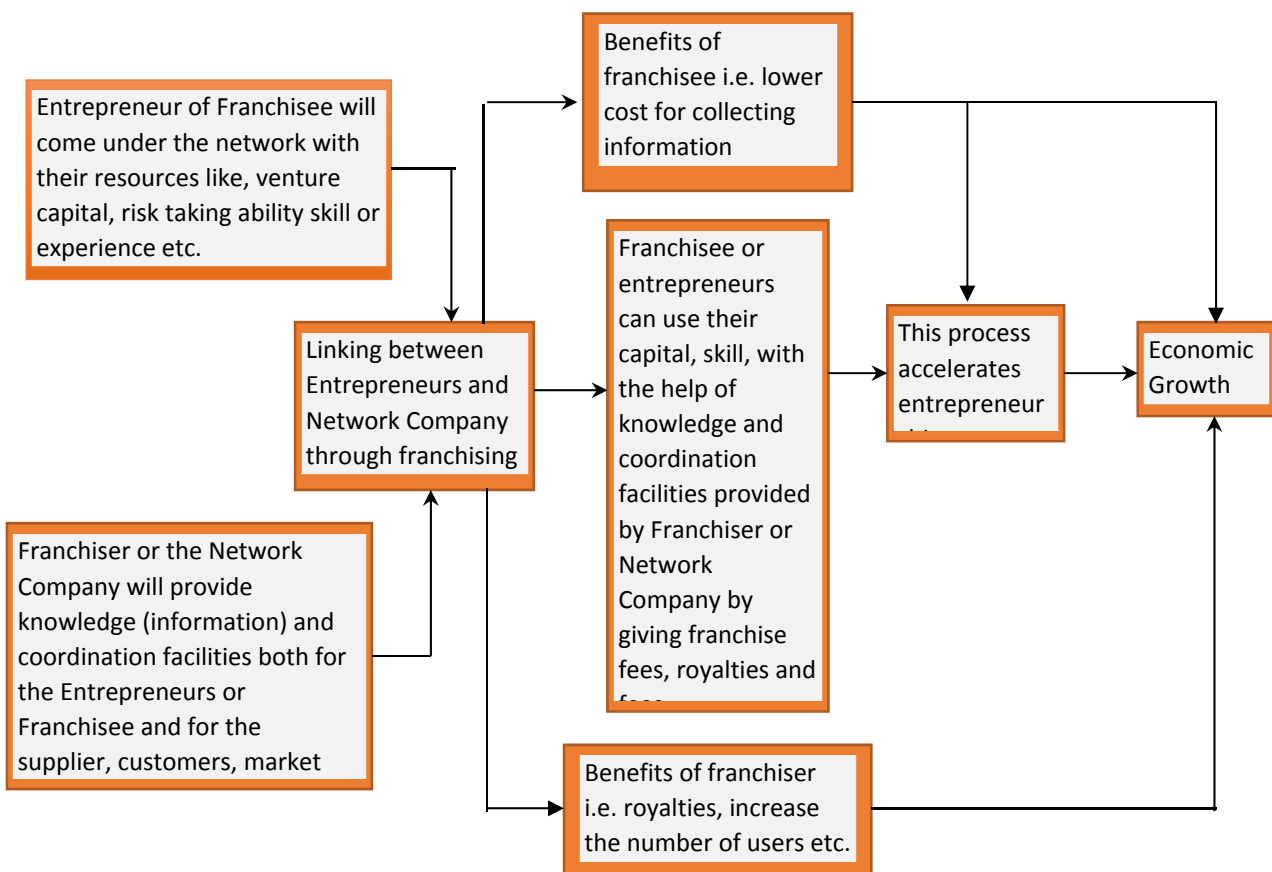 Entrepreneur of Franchisee will
come under the network with
their resources like, venture
capital, risk taking ability skill or
experience etc.
Franchiser or the Network
Company will provide
knowledge (information) and
coordination facilities both for
the Entrepreneurs or
Franchisee and for the
supplier, customers, market
Linking between
Entrepreneurs and
Network Company
through franchising
Benefits of
franchisee i.e. lower
cost for collecting
information
Franchisee or
entrepreneurs
can use their
capital, skill, with
the help of
knowledge and
coordination
facilities provided
by Franchiser or
Network
Company by
giving franchise
fees, royalties and
Benefits of franchiser
i.e. royalties, increase
the number of users etc.
This process
accelerates
entrepreneur
Economic
Growth